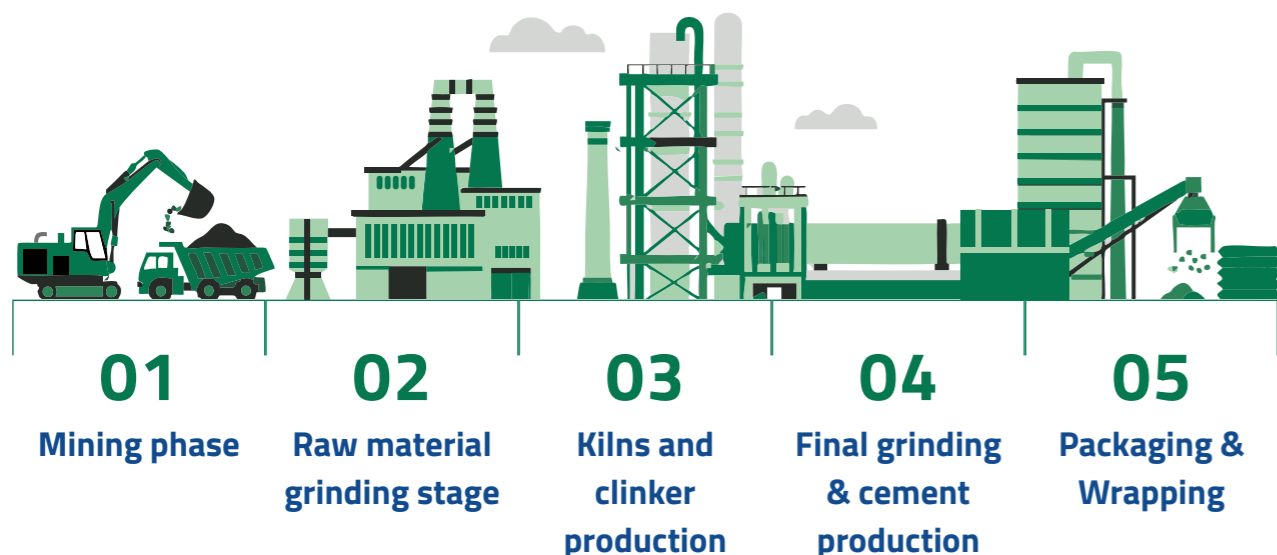 01
Mining phase
02
Raw material
grinding stage
03
Kilns and
clinker
production
04
Final grinding
& cement
production
05
Packaging &
Wrapping